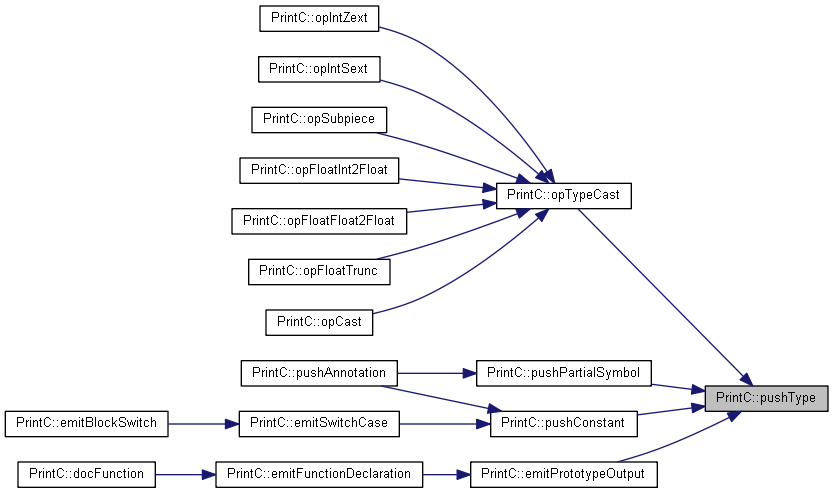 PrintC::opIntZext
PrintC::opIntSext
PrintC::opSubpiece
PrintC::opFloatInt2Float
PrintC::opTypeCast
PrintC::opFloatFloat2Float
PrintC::opFloatTrunc
PrintC::opCast
PrintC::pushAnnotation
PrintC::pushPartialSymbol
PrintC::pushType
PrintC::emitBlockSwitch
PrintC::emitSwitchCase
PrintC::pushConstant
PrintC::docFunction
PrintC::emitFunctionDeclaration
PrintC::emitPrototypeOutput